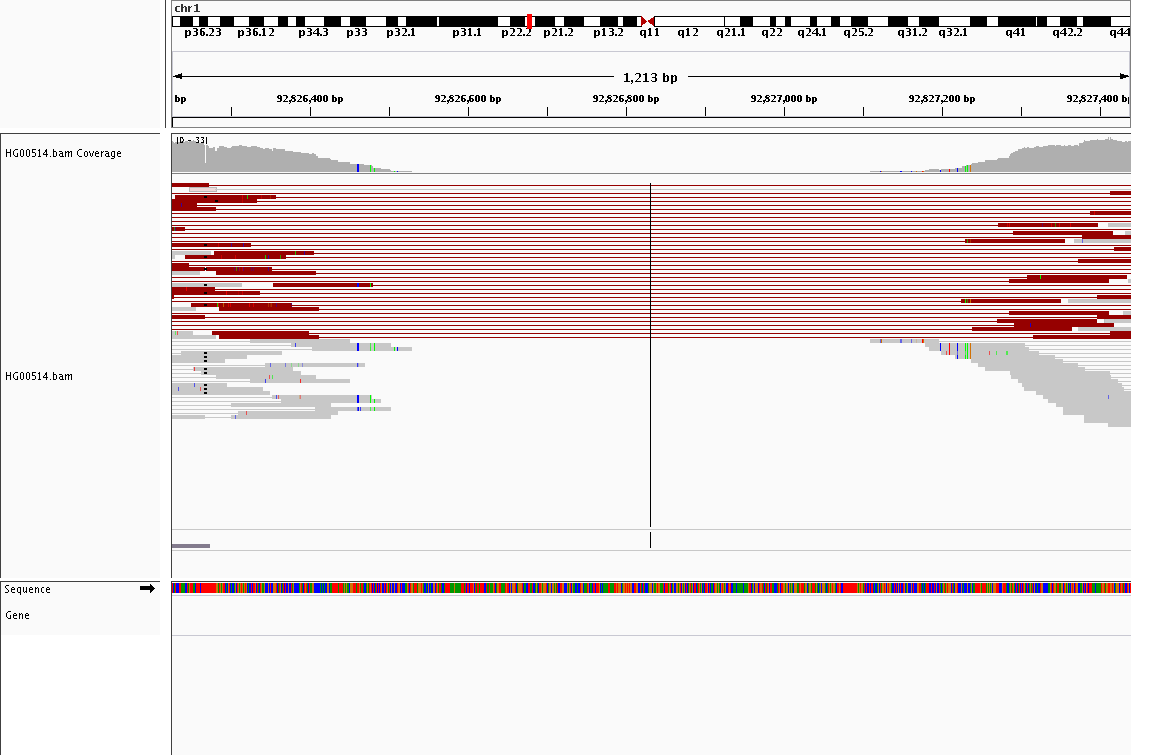 chr1
p36.23 p36.12 p34.3 p33 p32.1 p31.1 p22.2 p21.2 p13.2 q11 q12 q21.1 q22 q24.1 q25.2 q31.2 q32.1 q41 q42.2 q44
1,213 bp
bp 92,826,400 bp 92,826,600 bp 92,826,800 bp 92,827,000 bp 92,827,200 bp 92,827,400 bp
HG00514.bam Coverage
HG00514.bam
Sequence
Gene